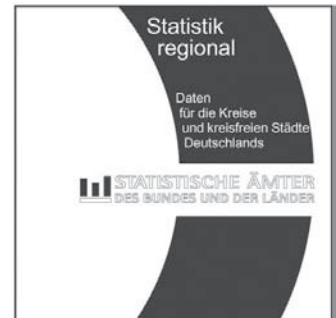 Statistik
regional
Daten
für die Kreise
und kreisfreien Städte
Deutschlands
STATISTISCHE ÄMTER
DES BUNDES UND DER LÄNDER